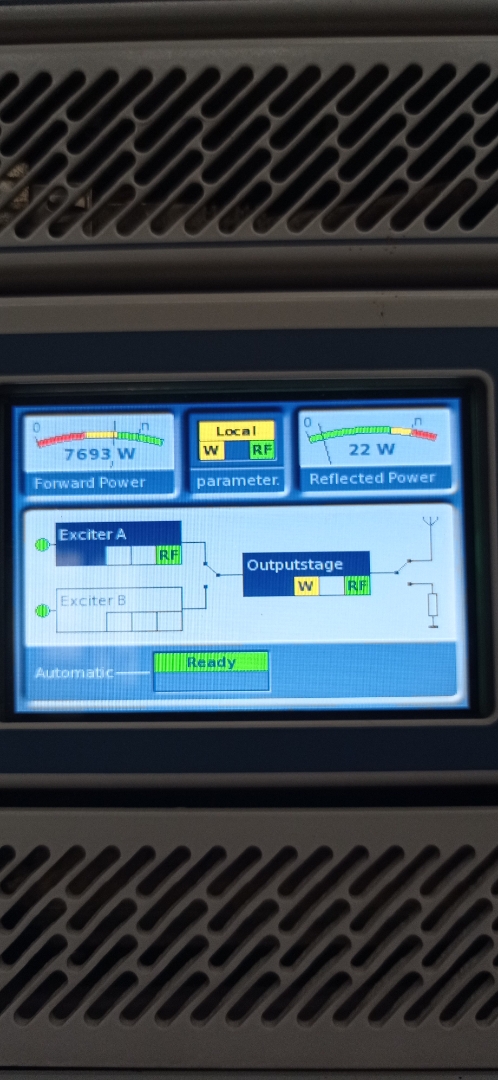 0 n
7693 W
Forward Power
Local
W RF
parameter.
0 n
22 W
Reflected Power
Exciter A
RF
Exciter B
Outputstage
W RF
Automatic
Ready